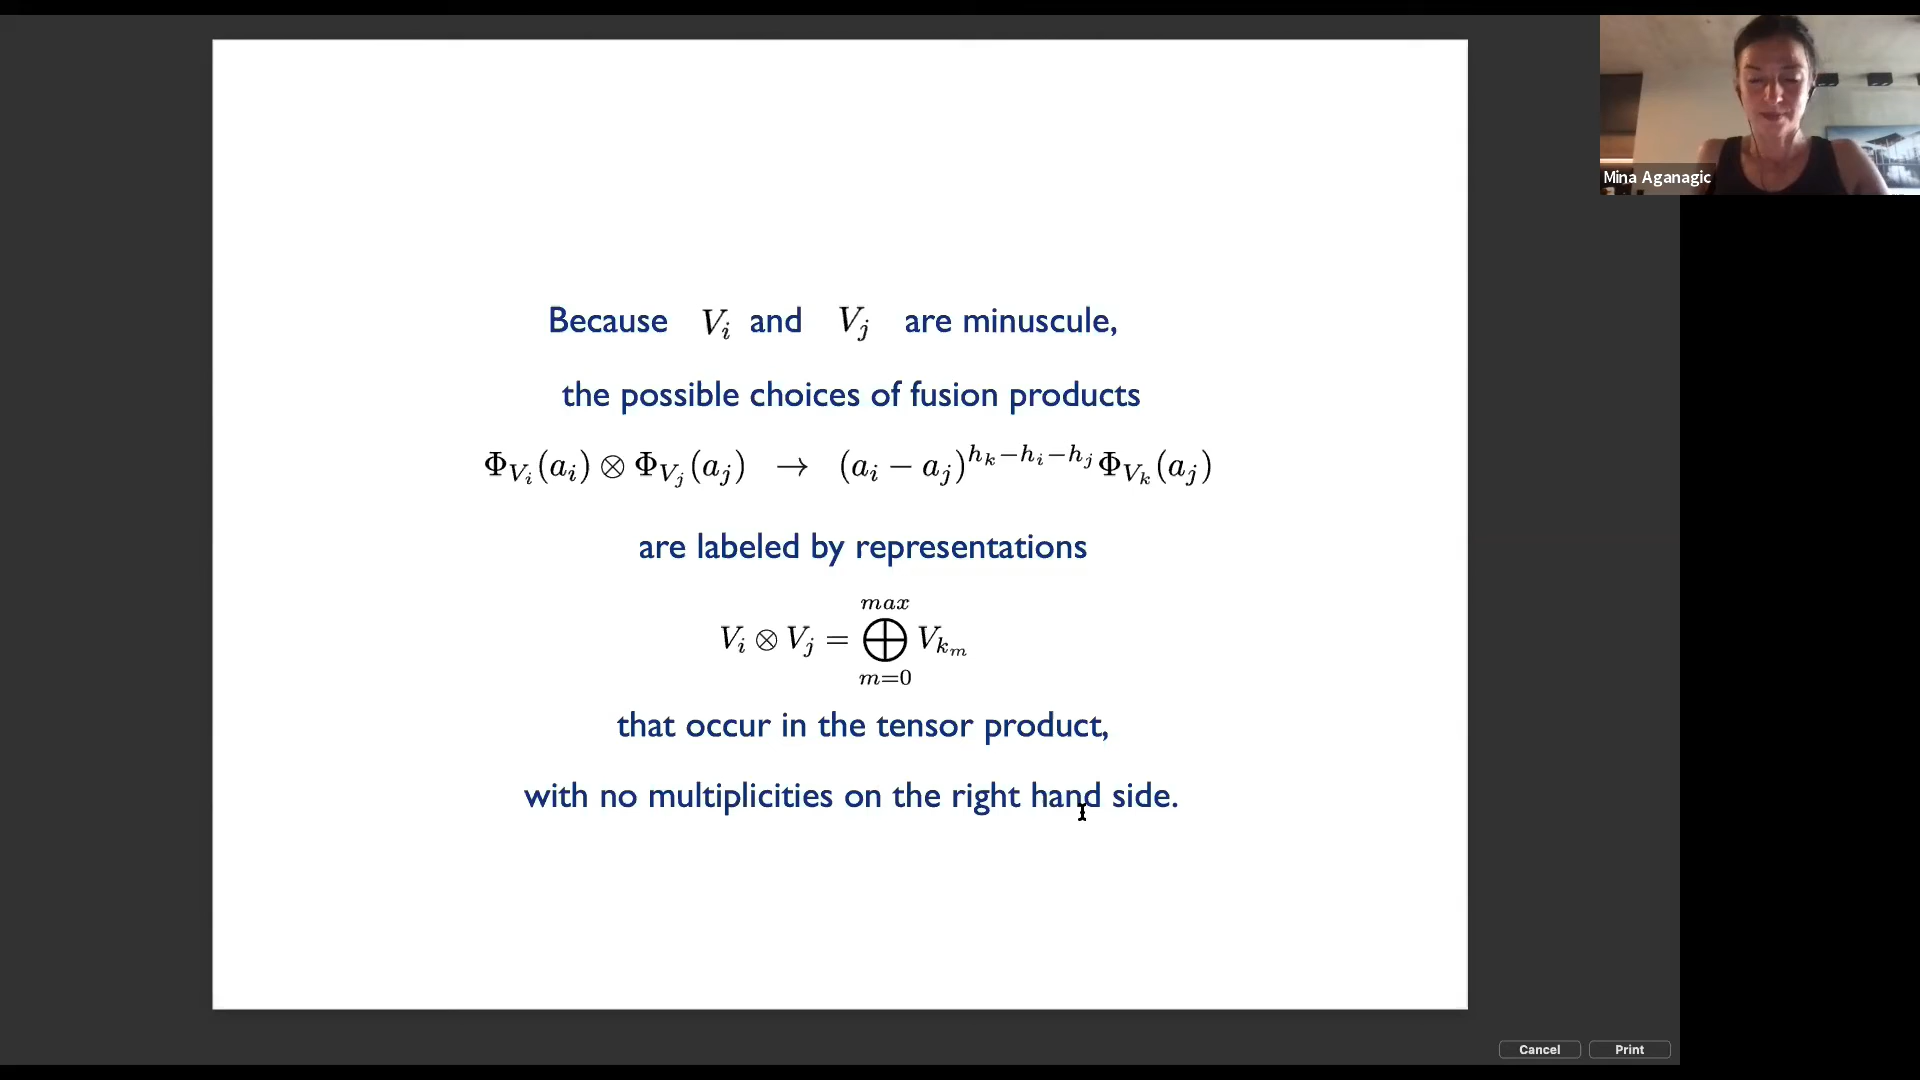 Mina Aganagic
Because V_i and V_j are minuscule,
the possible choices of fusion products
Φ_{V_i}(a_i) ⊗ Φ_{V_j}(a_j) → (a_i − a_j)^{h_k−h_i−h_j} Φ_{V_k}(a_j)
are labeled by representations
V_i ⊗ V_j = ⨁_{m=0}^{max} V_{k_m}
that occur in the tensor product,
with no multiplicities on the right hand side.
Cancel Print